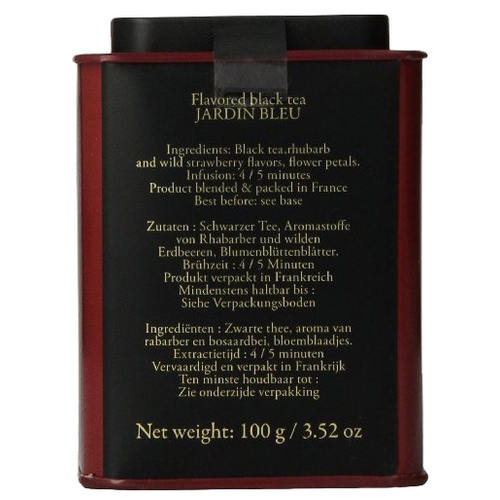 Flavored black tea
JARDIN BLEU
Ingredients: Black tea,rhubarb
and wild strawberry flavors, flower petals.
Infusion: 4 / 5 minutes
Product blended & packed in France
Best before: see base
Zutaten : Schwarzer Tee, Aromastoffe
von Rhabarber und wilden
Erdbeeren, Blumenblüttenblåtter.
Brühzeit : 4 / 5 Minuten
Produkt verpackt in Frankreich
Mindenstens haltbar bis :
Siehe Verpackungsboden
Ingrediënten : Zwarte thee, aroma van
rabarber en bosaardbei, bloemblaadjes.
Extractietijd : 4 / 5 minuten
Vervaardigd en verpakt in Frankrijk
Ten minste houdbaar tot :
Zie onderzijde verpakking
Net weight: 100 g / 3.52 oz